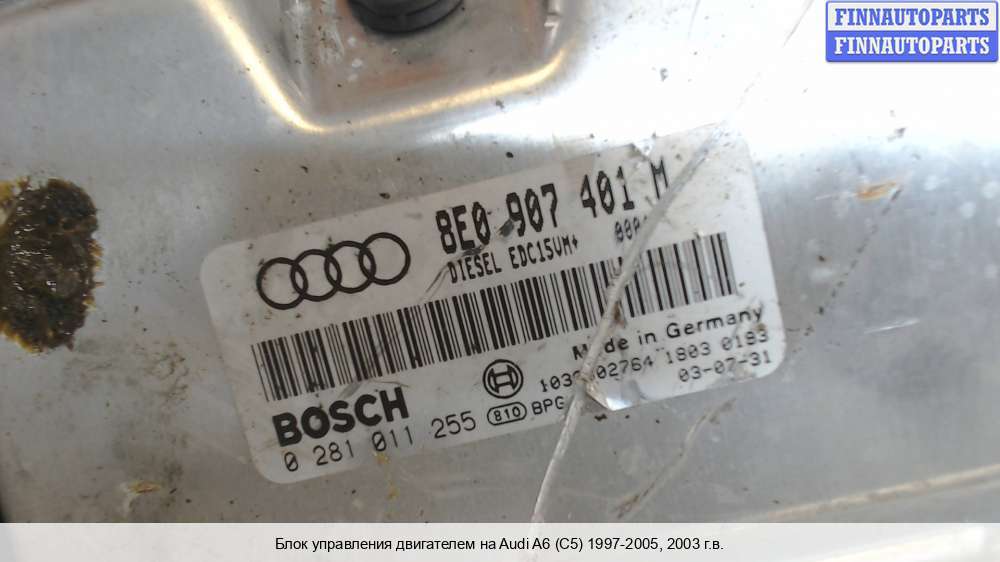 FINNAUTOPARTS
FINNAUTOPARTS
8E0 907 401 M
DIESEL EDC15VM+
Made in Germany
1803 0193
03-07-31
BOSCH
0 281 011 255 810 BPG
Блок управления двигателем на Audi A6 (C5) 1997-2005, 2003 г.в.